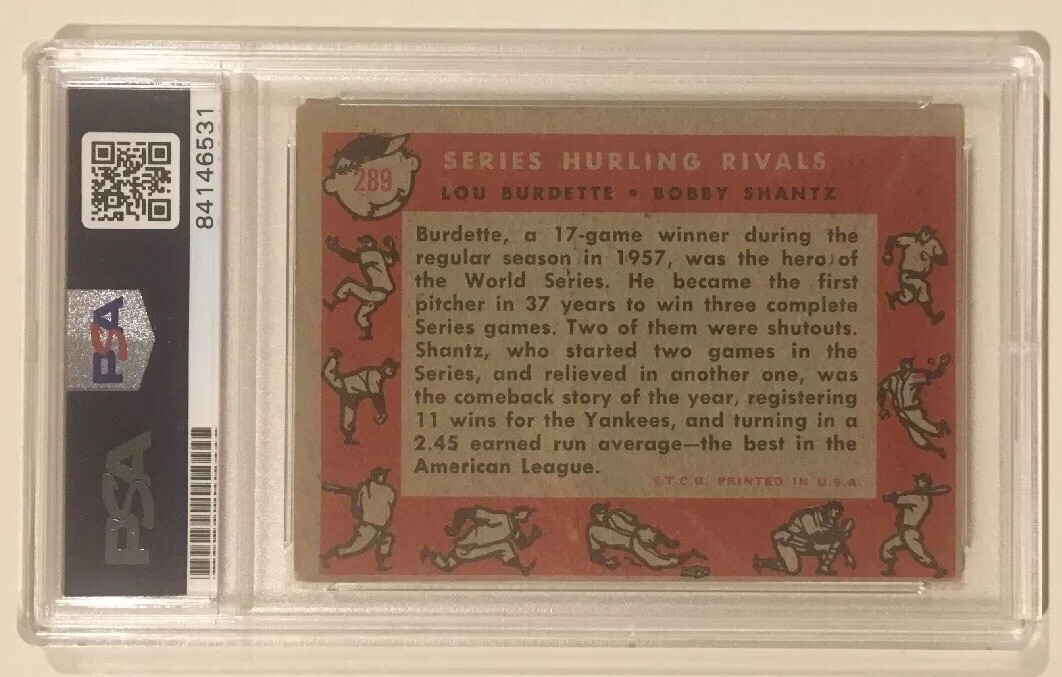 84146531
PSA
PSA
289
SERIES HURLING RIVALS
LOU BURDETTE • BOBBY SHANTZ
Burdette, a 17-game winner during the
regular season in 1957, was the hero of
the World Series. He became the first
pitcher in 37 years to win three complete
Series games. Two of them were shutouts.
Shantz, who started two games in the
Series, and relieved in another one, was
the comeback story of the year, registering
11 wins for the Yankees, and turning in a
2.45 earned run average—the best in the
American League.
©T.C.G. PRINTED IN U.S.A.